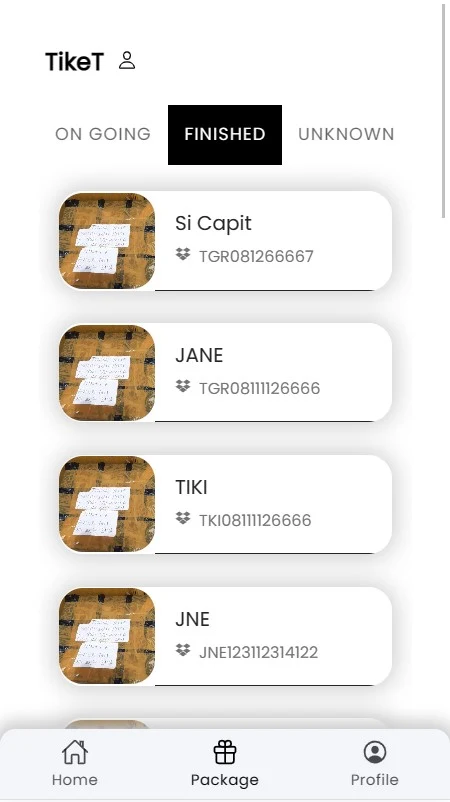 TikeT
ON GOING FINISHED UNKNOWN
Si Capit
TGR081266667
JANE
TGR08111126666
TIKI
TKI08111126666
JNE
JNE123112314122
Home Package Profile